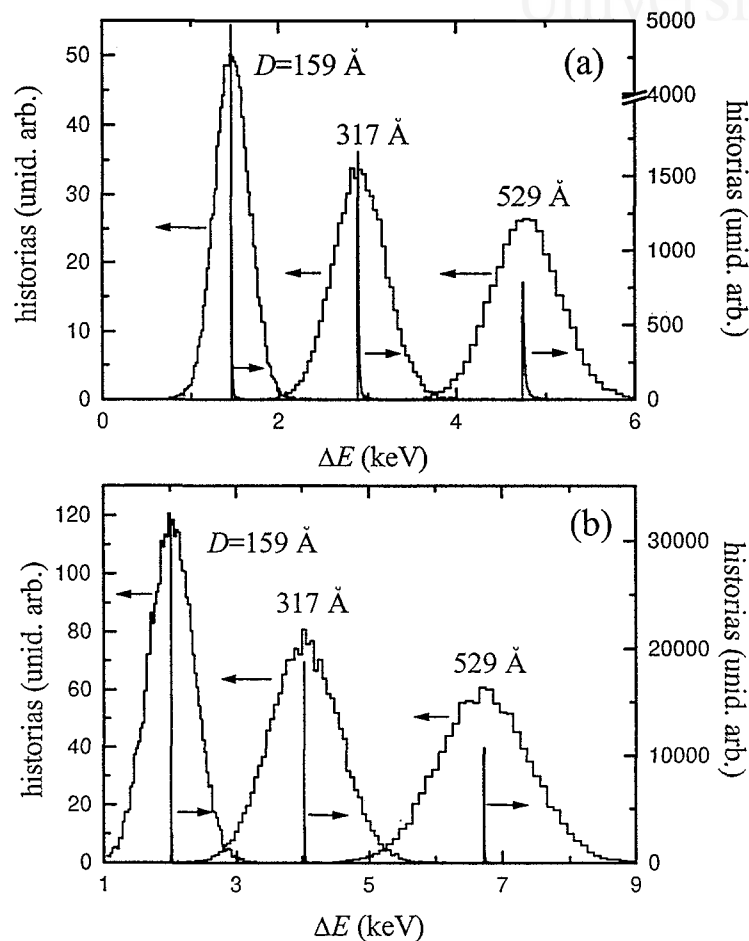 Universi
(a)
D=159 Å
317 Å
529 Å
historias (unid. arb.)
50
40
30
20
10
0
5000
4000
1500
1000
500
0
historias (unid. arb.)
0
2
4
6
ΔE (keV)
(b)
D=159 Å
317 Å
529 Å
historias (unid. arb.)
120
100
80
60
40
20
0
30000
20000
10000
0
historias (unid. arb.)
1
3
5
7
9
ΔE (keV)